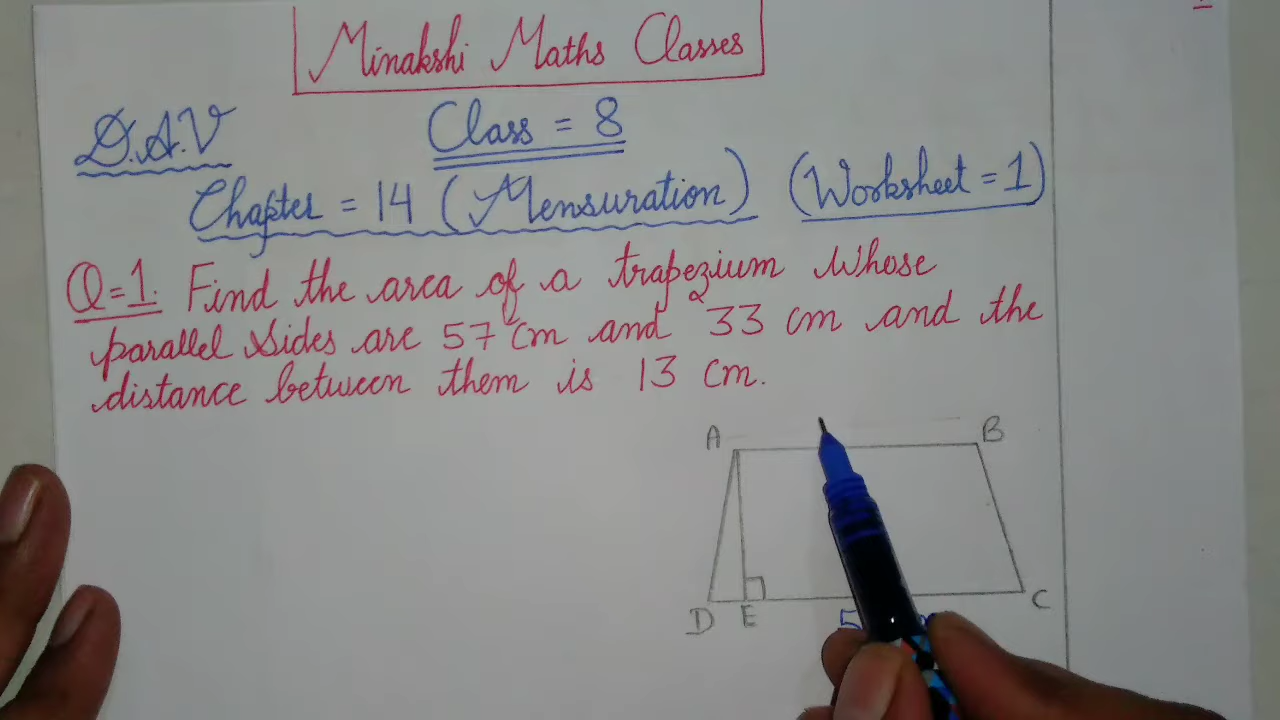 Minakshi Maths Classes
D.A.V Class = 8
Chapter = 14 (Mensuration) (Worksheet = 1)
Q=1. Find the area of a trapezium whose
parallel sides are 57 cm and 33 cm and the
distance between them is 13 cm.
A B
D E C
5